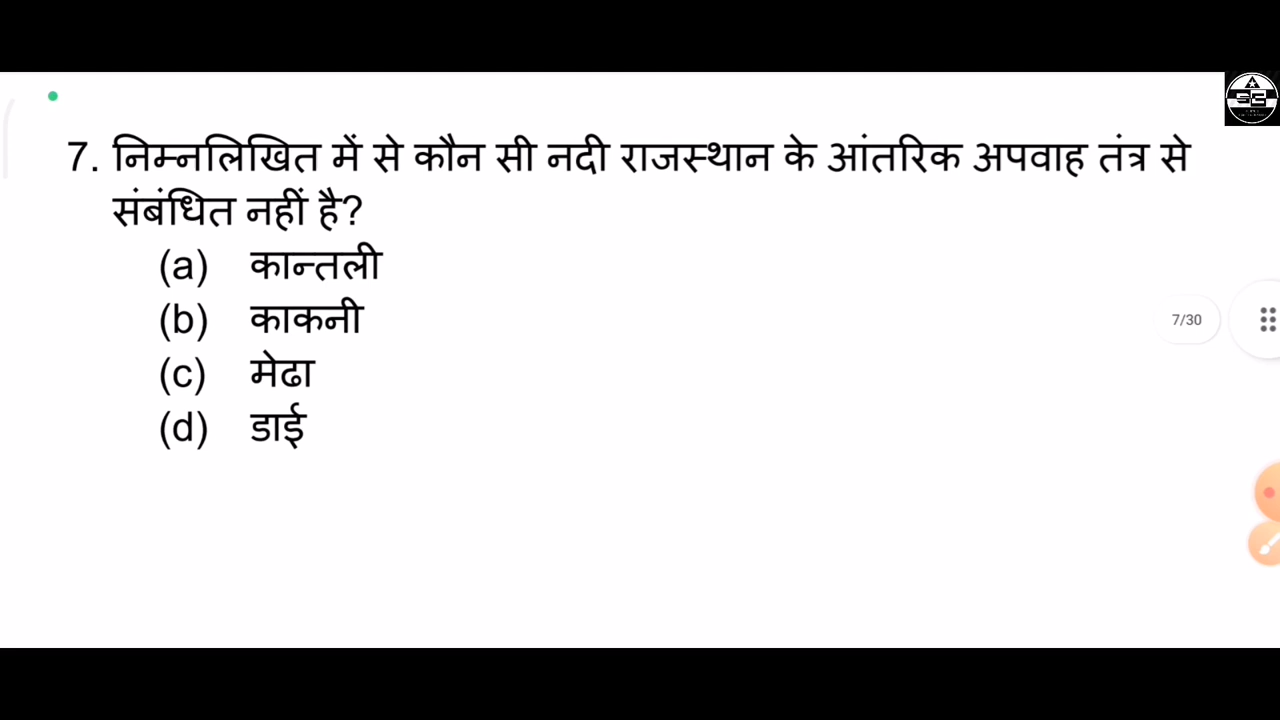 7. निम्नलिखित में से कौन सी नदी राजस्थान के आंतरिक अपवाह तंत्र से
संबंधित नहीं है?
(a) कान्तली
(b) काकनी
(c) मेढा
(d) डाई
7/30